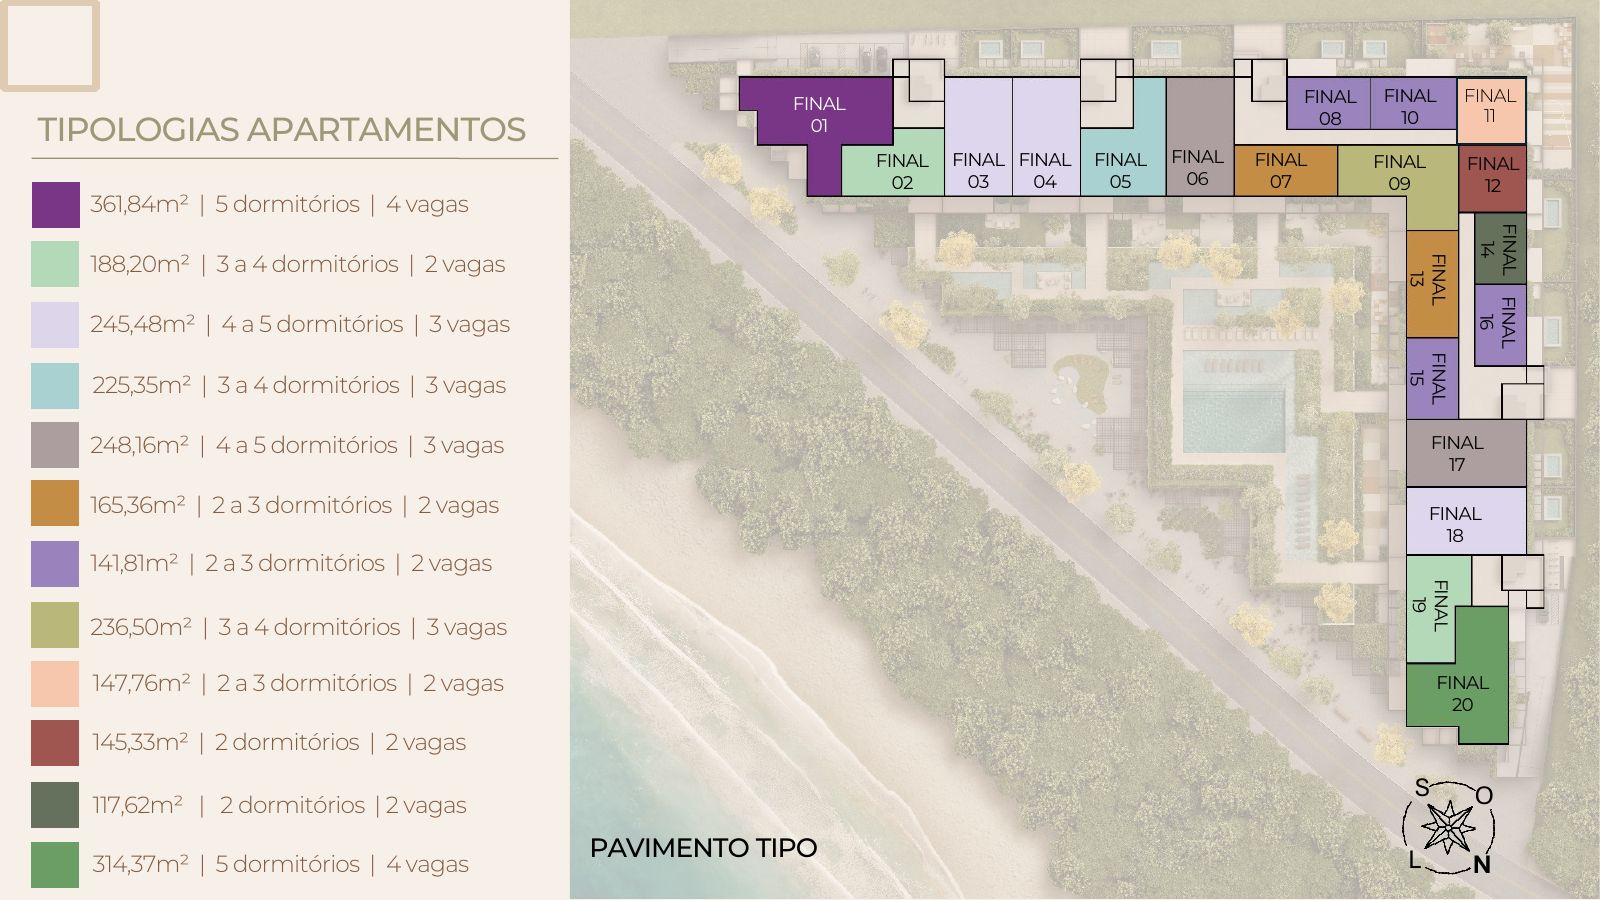 TIPOLOGIAS APARTAMENTOS
361,84m² | 5 dormitórios | 4 vagas
188,20m² | 3 a 4 dormitórios | 2 vagas
245,48m² | 4 a 5 dormitórios | 3 vagas
225,35m² | 3 a 4 dormitórios | 3 vagas
248,16m² | 4 a 5 dormitórios | 3 vagas
165,36m² | 2 a 3 dormitórios | 2 vagas
141,81m² | 2 a 3 dormitórios | 2 vagas
236,50m² | 3 a 4 dormitórios | 3 vagas
147,76m² | 2 a 3 dormitórios | 2 vagas
145,33m² | 2 dormitórios | 2 vagas
117,62m² | 2 dormitórios | 2 vagas
314,37m² | 5 dormitórios | 4 vagas
FINAL
01
FINAL
02
FINAL
03
FINAL
04
FINAL
05
FINAL
06
FINAL
07
FINAL
08
FINAL
09
FINAL
10
FINAL
11
FINAL
12
FINAL
13
FINAL
14
FINAL
15
FINAL
16
FINAL
17
FINAL
18
FINAL
19
FINAL
20
S
O
L
N
PAVIMENTO TIPO